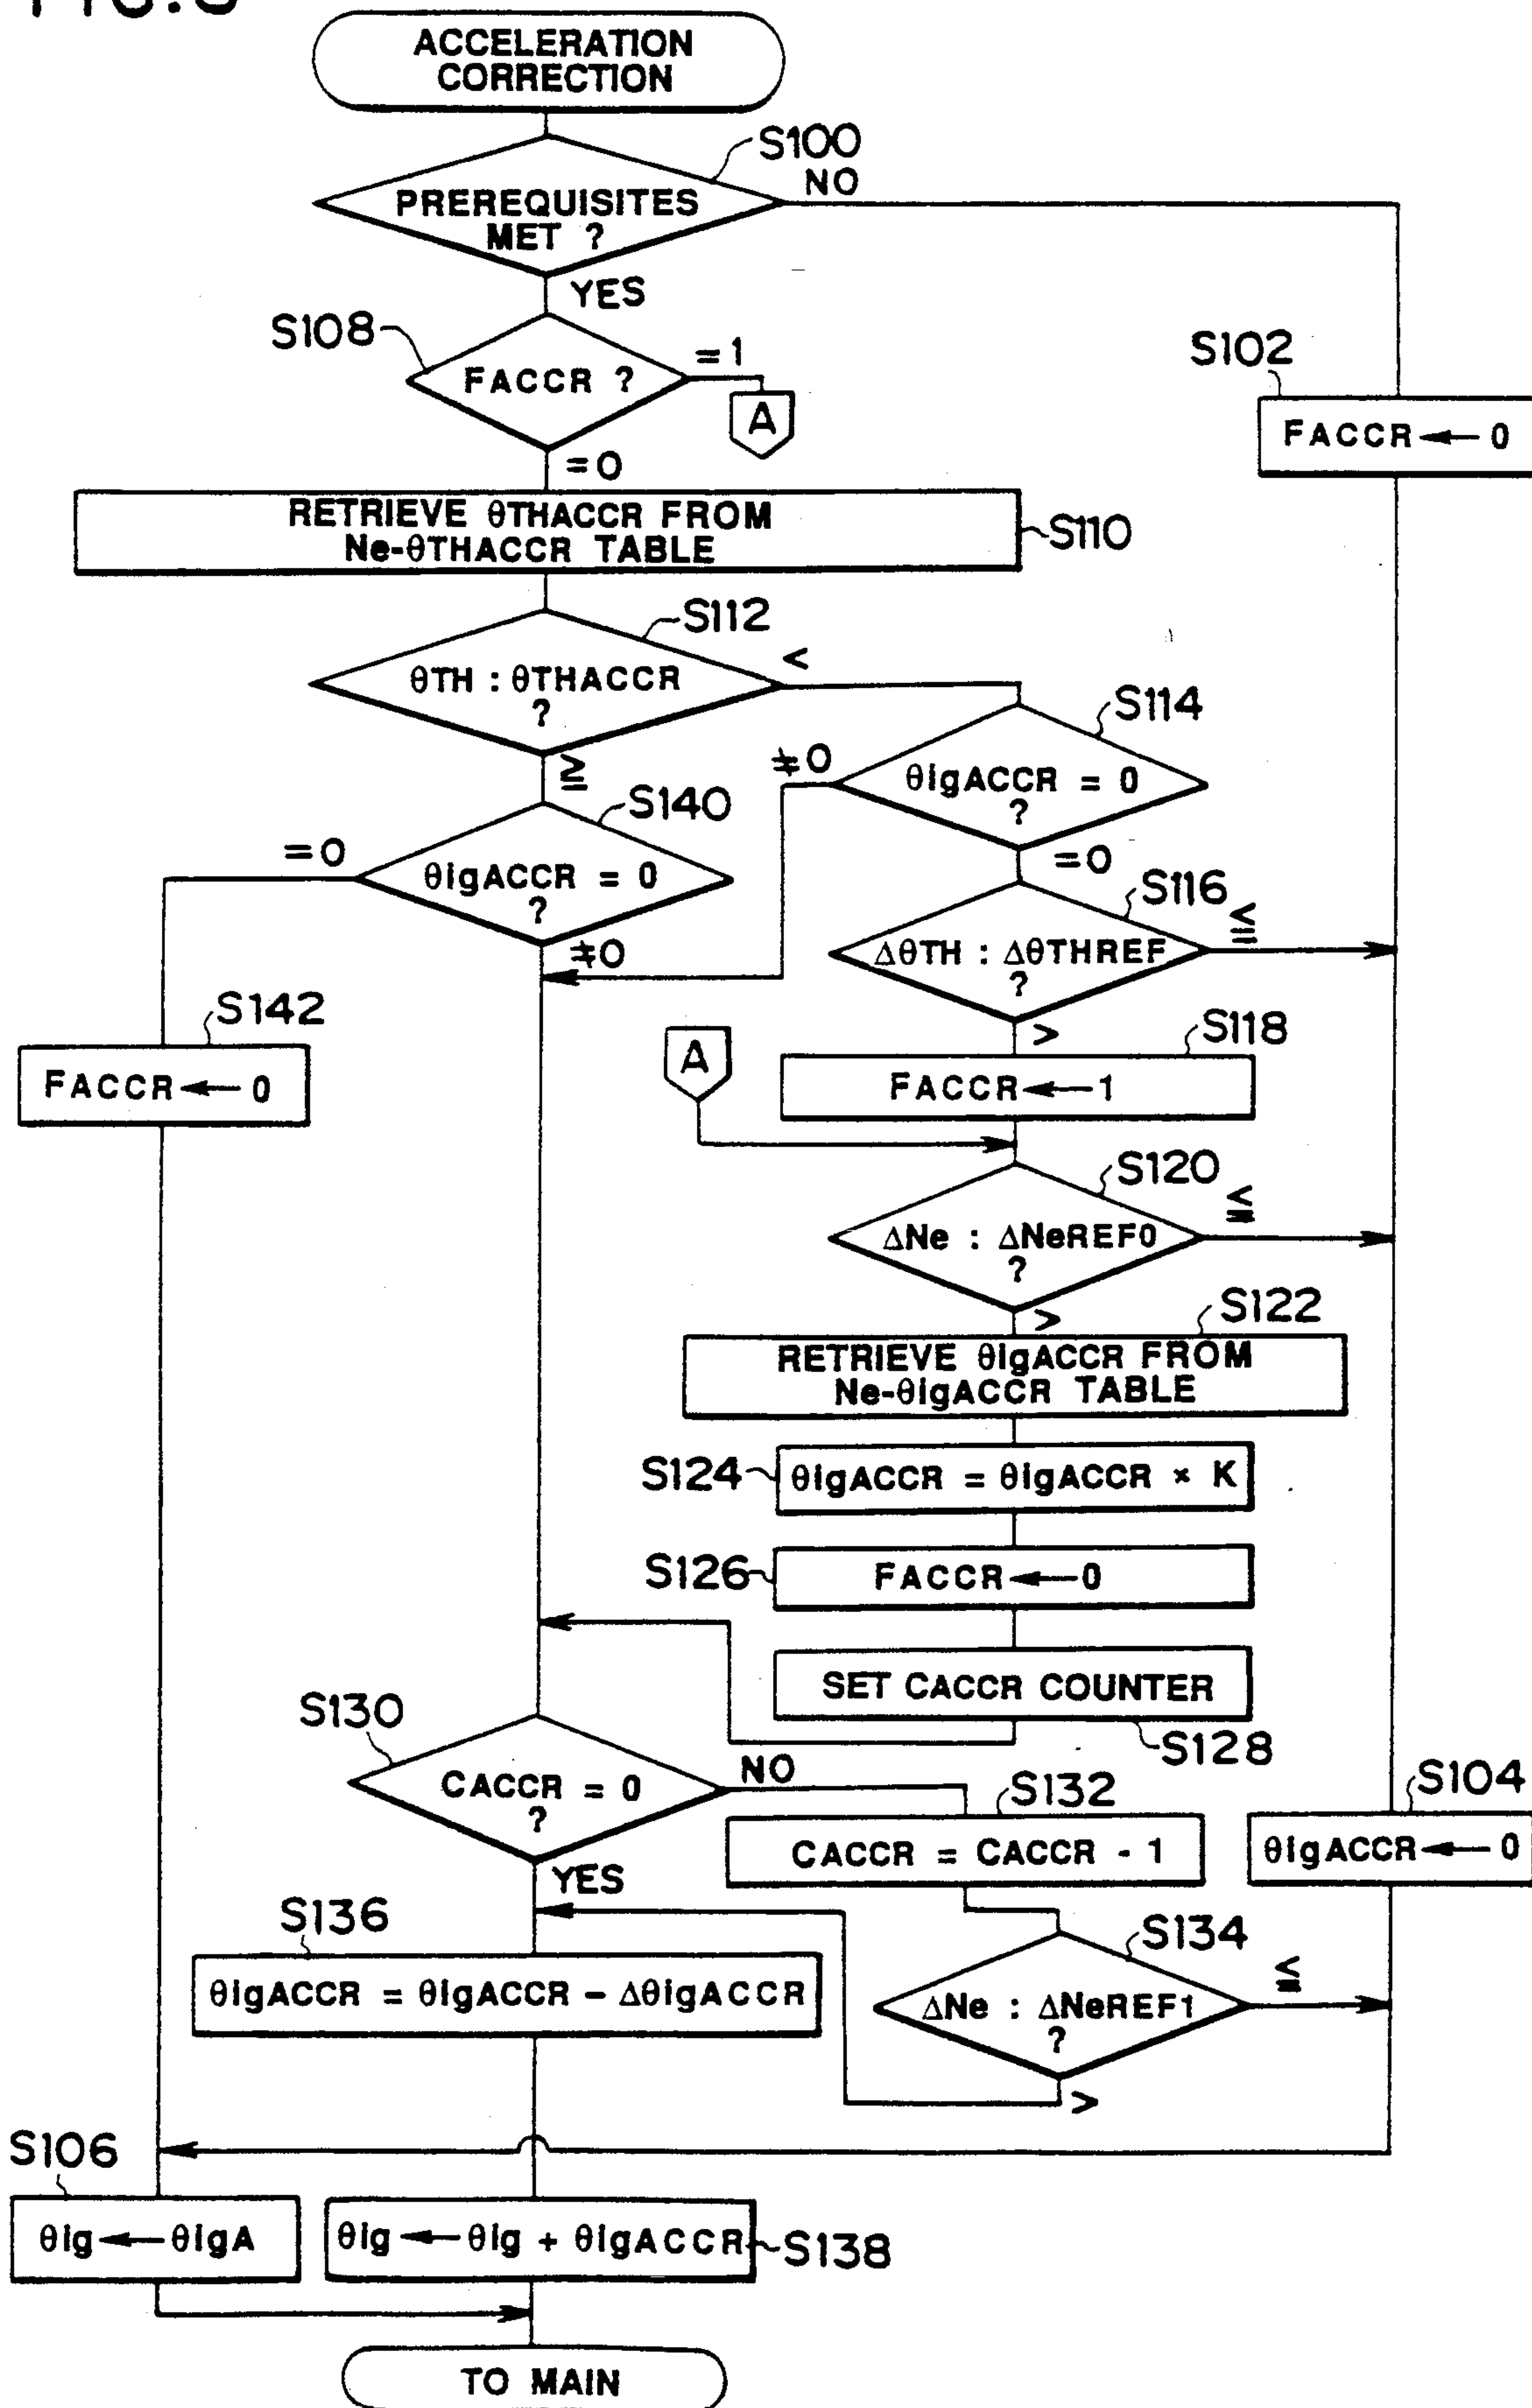 ACCELERATION
CORRECTION
S100
NO
PREREQUISITES
MET ?
YES
S108
FACCR ?
=1
A
S102
FACCR ← 0
=0
RETRIEVE θTHACCR FROM
Ne-θTHACCR TABLE
S110
S112
<
θTH : θTHACCR
?
≧
S114
≠0
θigACCR = 0
?
=0
S140
=0
θigACCR = 0
?
≠0
S116
≦
ΔθTH : ΔθTHREF
?
>
S142
FACCR ← 0
A
S118
FACCR ← 1
S120
≦
ΔNe : ΔNeREF0
?
>
S122
RETRIEVE θigACCR FROM
Ne-θigACCR TABLE
S124
θigACCR = θigACCR × K
S126
FACCR ← 0
SET CACCR COUNTER
S128
S130
NO
CACCR = 0
?
YES
S132
CACCR = CACCR - 1
S104
θigACCR ← 0
S136
θigACCR = θigACCR - ΔθigACCR
S134
≦
ΔNe : ΔNeREF1
?
>
S106
θig ← θigA
θig ← θig + θigACCR
S138
TO MAIN